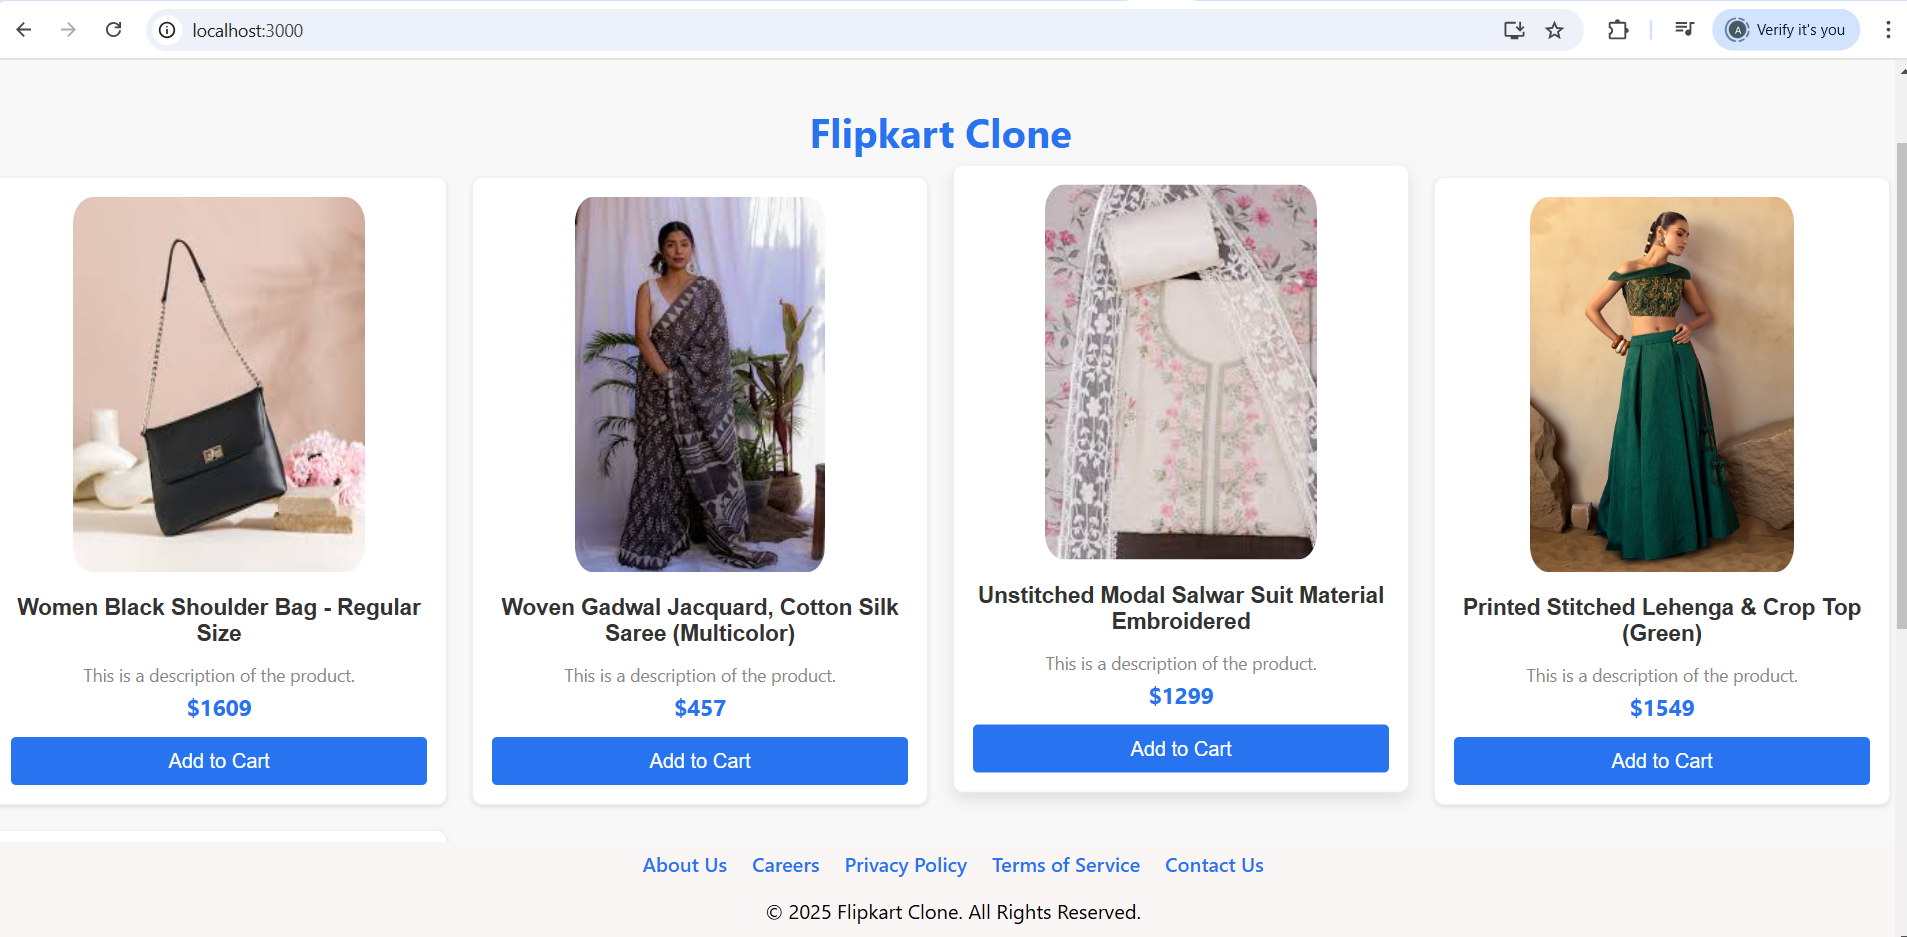 localhost:3000
A Verify it's you
Flipkart Clone
Women Black Shoulder Bag - Regular
Size
This is a description of the product.
$1609
Add to Cart
Woven Gadwal Jacquard, Cotton Silk
Saree (Multicolor)
This is a description of the product.
$457
Add to Cart
Unstitched Modal Salwar Suit Material
Embroidered
This is a description of the product.
$1299
Add to Cart
Printed Stitched Lehenga & Crop Top
(Green)
This is a description of the product.
$1549
Add to Cart
About Us Careers Privacy Policy Terms of Service Contact Us
© 2025 Flipkart Clone. All Rights Reserved.